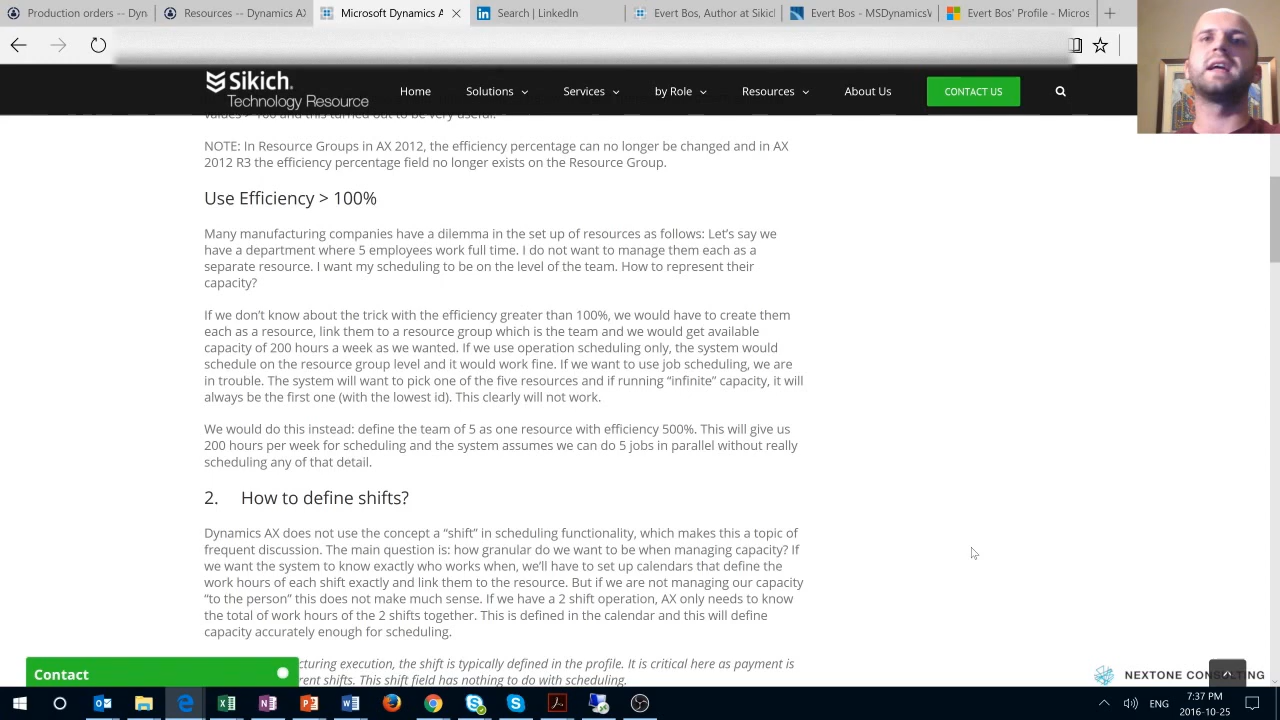 Production orders -- Dyn
Dynamics AX
Microsoft Dynamics A
Search | LinkedIn
Evert Bos, Author at Sikicl
Evert Bos - MSDynamicsV
Evert Bos' Profile - Micros
Sikich.
Technology Resource
Home
Solutions
Services
by Role
Resources
About Us
CONTACT US
and this turned out to be very useful.
NOTE: In Resource Groups in AX 2012, the efficiency percentage can no longer be changed and in AX
2012 R3 the efficiency percentage field no longer exists on the Resource Group.
Use Efficiency > 100%
Many manufacturing companies have a dilemma in the set up of resources as follows: Let's say we
have a department where 5 employees work full time. I do not want to manage them each as a
separate resource. I want my scheduling to be on the level of the team. How to represent their
capacity?
If we don't know about the trick with the efficiency greater than 100%, we would have to create them
each as a resource, link them to a resource group which is the team and we would get available
capacity of 200 hours a week as we wanted. If we use operation scheduling only, the system would
schedule on the resource group level and it would work fine. If we want to use job scheduling, we are
in trouble. The system will want to pick one of the five resources and if running “infinite” capacity, it will
always be the first one (with the lowest id). This clearly will not work.
We would do this instead: define the team of 5 as one resource with efficiency 500%. This will give us
200 hours per week for scheduling and the system assumes we can do 5 jobs in parallel without really
scheduling any of that detail.
2. How to define shifts?
Dynamics AX does not use the concept a “shift” in scheduling functionality, which makes this a topic of
frequent discussion. The main question is: how granular do we want to be when managing capacity? If
we want the system to know exactly who works when, we'll have to set up calendars that define the
work hours of each shift exactly and link them to the resource. But if we are not managing our capacity
“to the person” this does not make much sense. If we have a 2 shift operation, AX only needs to know
the total of work hours of the 2 shifts together. This is defined in the calendar and this will define
capacity accurately enough for scheduling.
cturing execution, the shift is typically defined in the profile. It is critical here as payment is
rent shifts. This shift field has nothing to do with scheduling.
Contact
NEXTONE CONSULTING
ENG
7:37 PM
2016-10-25